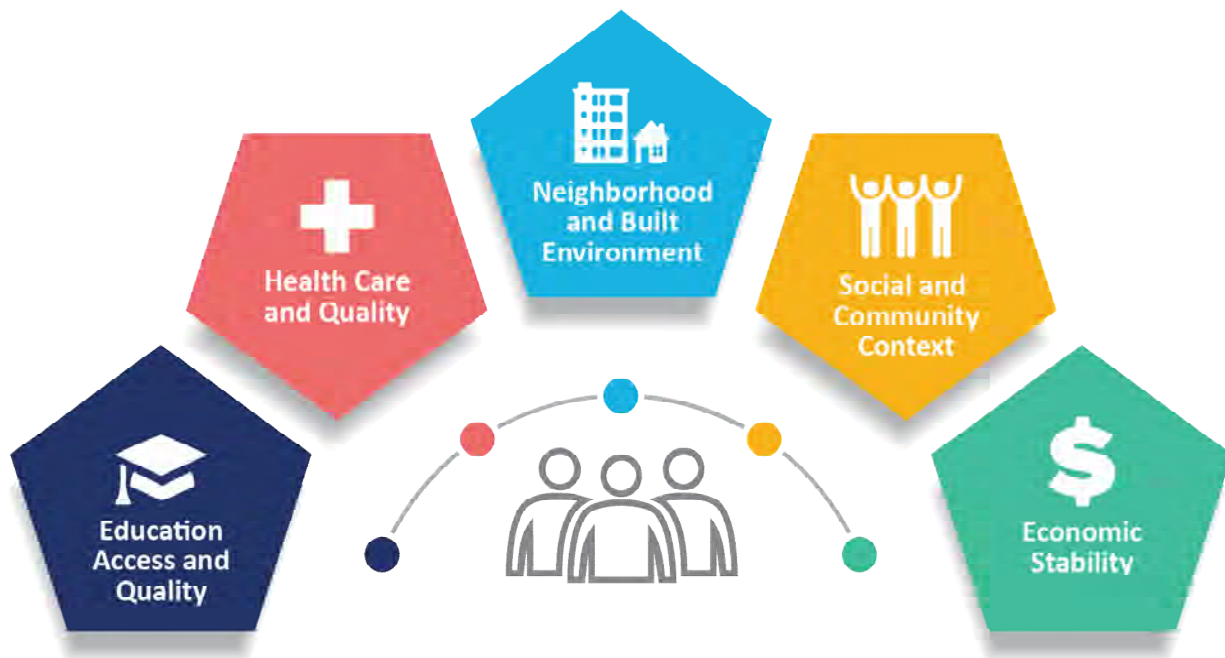 Education
Access and
Quality
Health Care
and Quality
Neighborhood
and Built
Environment
Social and
Community
Context
Economic
Stability